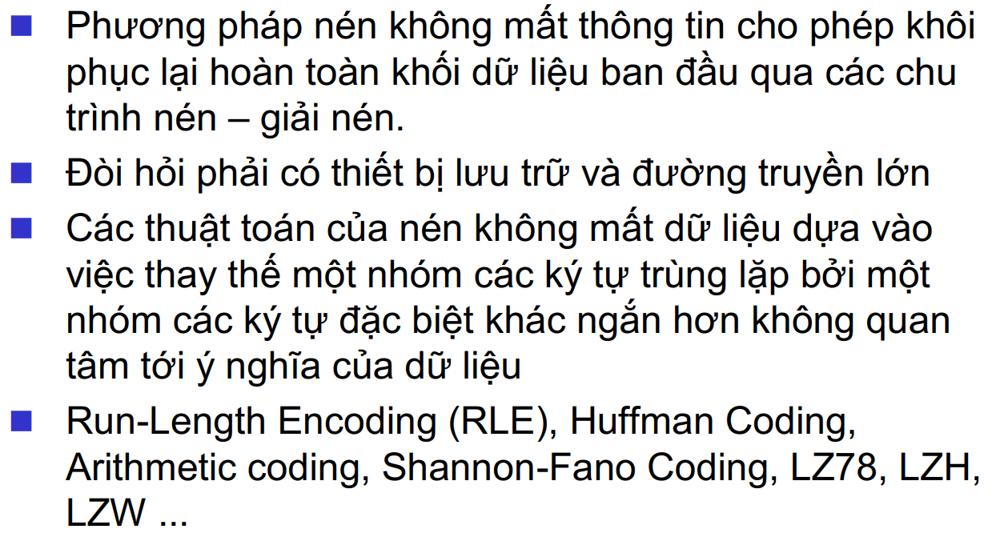 Phương pháp nén không mất thông tin cho phép khôi
phục lại hoàn toàn khối dữ liệu ban đầu qua các chu
trình nén – giải nén.
Đòi hỏi phải có thiết bị lưu trữ và đường truyền lớn
Các thuật toán của nén không mất dữ liệu dựa vào
việc thay thế một nhóm các ký tự trùng lặp bởi một
nhóm các ký tự đặc biệt khác ngắn hơn không quan
tâm tới ý nghĩa của dữ liệu
Run-Length Encoding (RLE), Huffman Coding,
Arithmetic coding, Shannon-Fano Coding, LZ78, LZH,
LZW ...